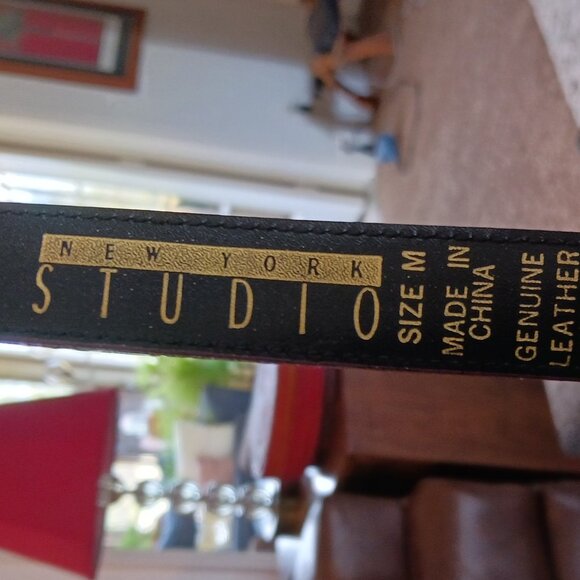 NEW YORK
STUDIO
SIZE M
MADE IN
CHINA
GENUINE
LEATHER